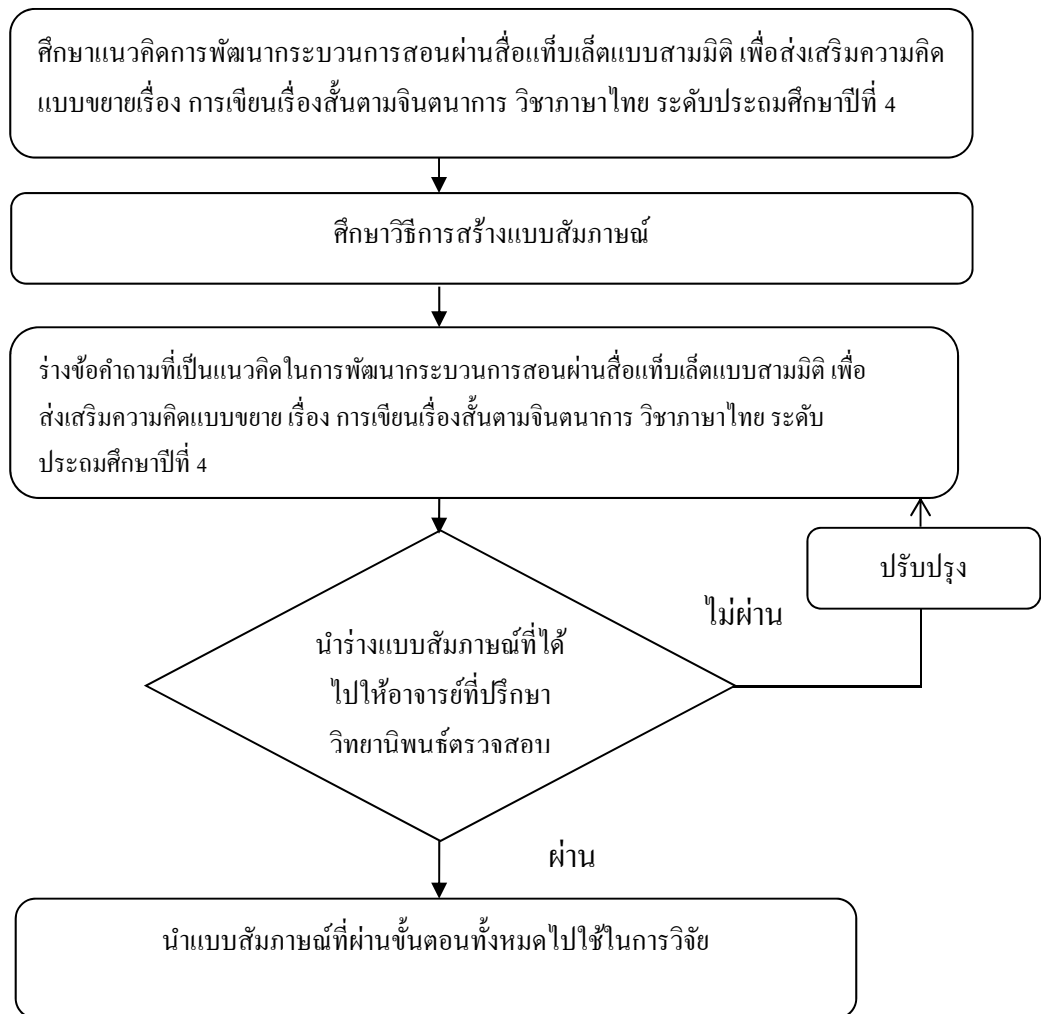 ศึกษาแนวคิดการพัฒนากระบวนการสอนผ่านสื่อแท็บเล็ตแบบสามมิติ เพื่อส่งเสริมความคิด
แบบขยายเรื่อง การเขียนเรื่องสั้นตามจินตนาการ วิชาภาษาไทย ระดับประถมศึกษาปีที่ 4
ศึกษาวิธีการสร้างแบบสัมภาษณ์
ร่างข้อคำถามที่เป็นแนวคิดในการพัฒนากระบวนการสอนผ่านสื่อแท็บเล็ตแบบสามมิติ เพื่อ
ส่งเสริมความคิดแบบขยาย เรื่อง การเขียนเรื่องสั้นตามจินตนาการ วิชาภาษาไทย ระดับ
ประถมศึกษาปีที่ 4
ปรับปรุง
ไม่ผ่าน
นำร่างแบบสัมภาษณ์ที่ได้
ไปให้อาจารย์ที่ปรึกษา
วิทยานิพนธ์ตรวจสอบ
ผ่าน
นำแบบสัมภาษณ์ที่ผ่านขั้นตอนทั้งหมดไปใช้ในการวิจัย